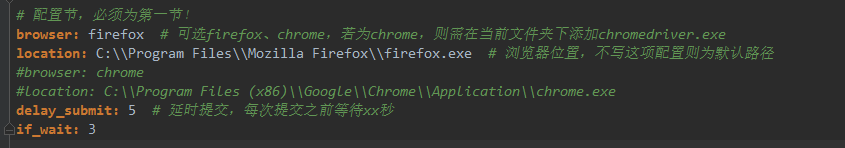 # 配置节，必须为第一节！
browser: firefox  # 可选firefox、chrome，若为chrome，则需在当前文件夹下添加chromedriver.exe
location: C:\\Program Files\\Mozilla Firefox\\firefox.exe  # 浏览器位置，不写这项配置则为默认路径
#browser: chrome
#location: C:\\Program Files (x86)\\Google\\Chrome\\Application\\chrome.exe
delay_submit: 5  # 延时提交，每次提交之前等待xx秒
if_wait: 3